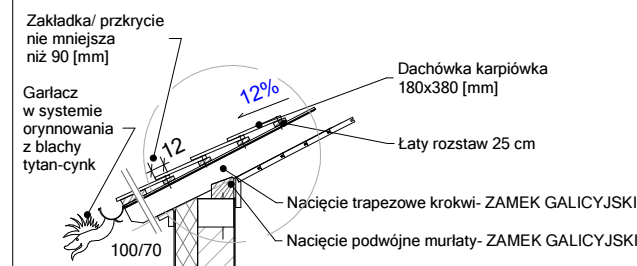 Zakładka/ przkrycie
nie mniejsza
niż 90 [mm]
Garłacz
w systemie
orynnowania
z blachy
tytan-cynk
12%
12
100/70
Dachówka karpiówka
180x380 [mm]
Łaty rozstaw 25 cm
Nacięcie trapezowe krokwi- ZAMEK GALICYJSKI
Nacięcie podwójne murłaty- ZAMEK GALICYJSKI